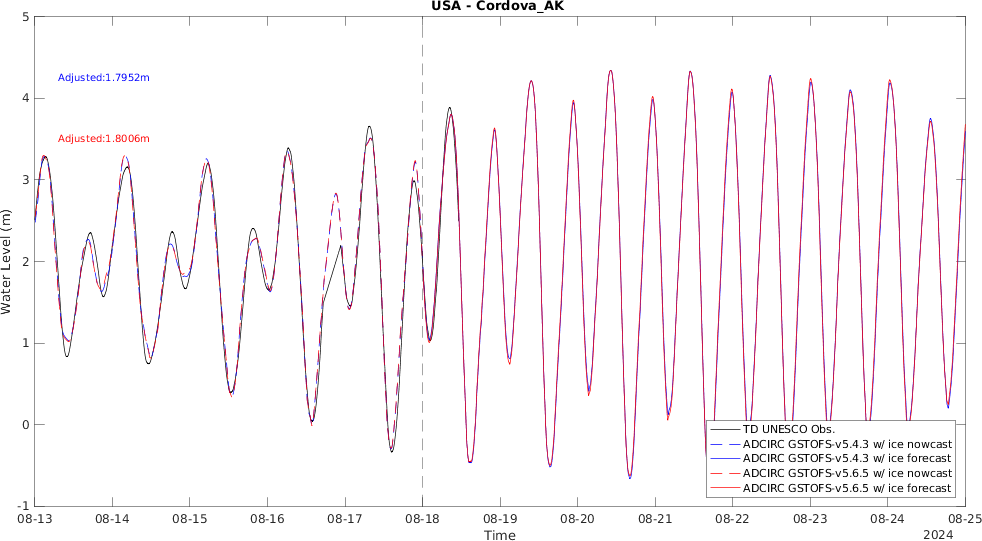 USA - Cordova_AK
5
Adjusted:1.7952m
4
Adjusted:1.8006m
3
2
1
0
-1
Water Level (m)
TD UNESCO Obs.
ADCIRC GSTOFS-v5.4.3 w/ ice nowcast
ADCIRC GSTOFS-v5.4.3 w/ ice forecast
ADCIRC GSTOFS-v5.6.5 w/ ice nowcast
ADCIRC GSTOFS-v5.6.5 w/ ice forecast
08-13 08-14 08-15 08-16 08-17 08-18 08-19 08-20 08-21 08-22 08-23 08-24 08-25
Time
2024